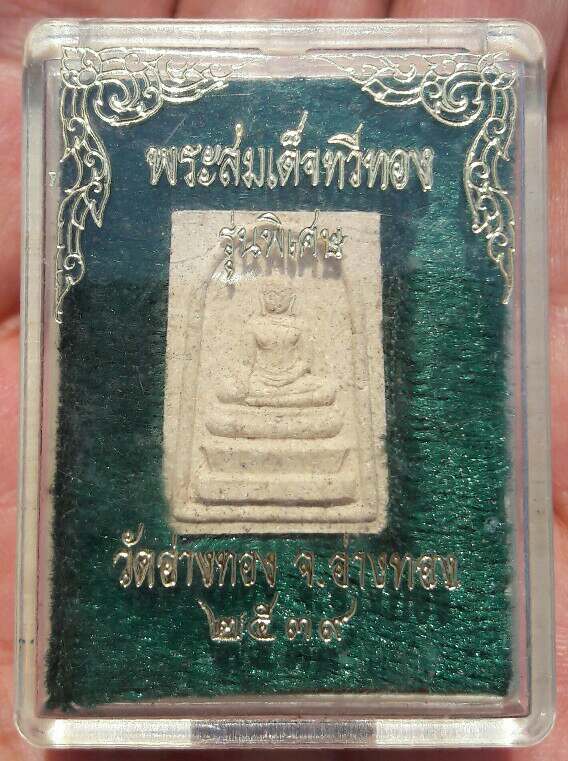 พระสมเด็จทวีทอง
รุ่นพิเศษ
วัดอ่างทอง จ.อ่างทอง
๒๕๓๙